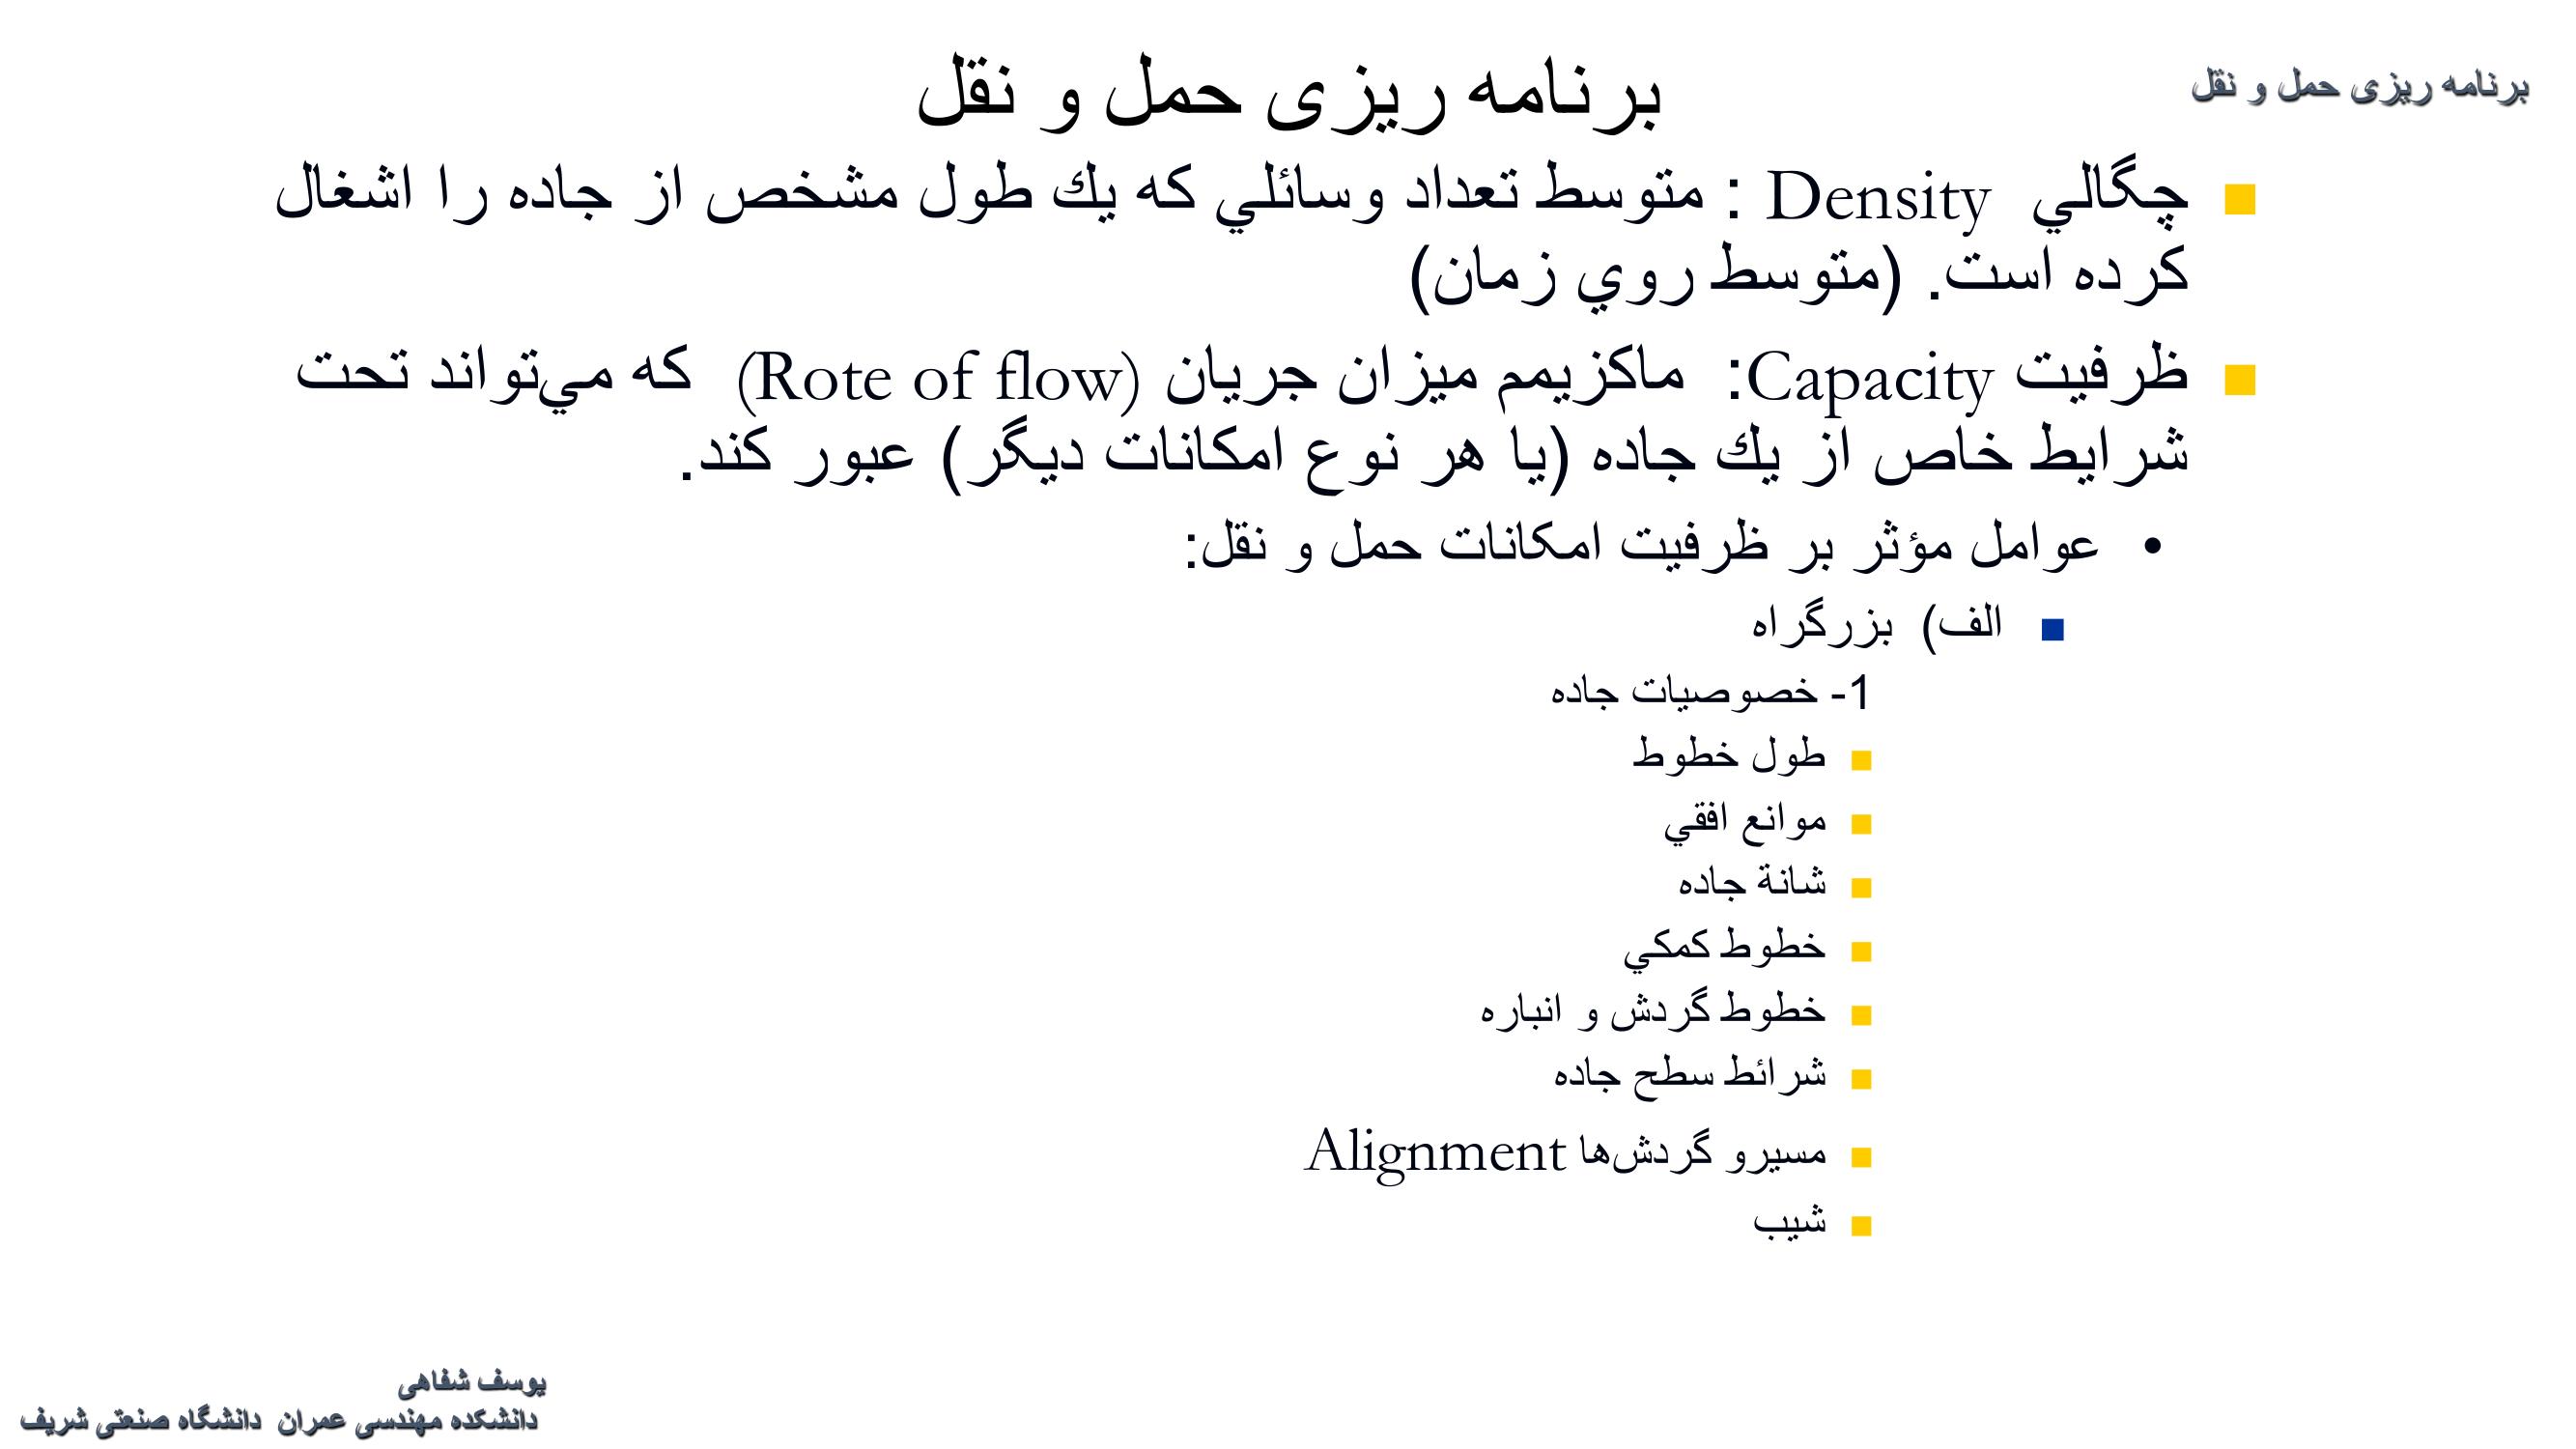 برنامه ریزی حمل و نقل
برنامه ریزی حمل و نقل
چگالي Density : متوسط تعداد وسائلي كه يك طول مشخص از جاده را اشغال
كرده است. (متوسط روي زمان)
ظرفيت Capacity: ماكزيمم ميزان جريان (Rote of flow) كه مي‌تواند تحت
شرايط خاص از يك جاده (يا هر نوع امكانات ديگر) عبور كند.
• عوامل مؤثر بر ظرفيت امكانات حمل و نقل:
الف) بزرگراه
1- خصوصيات جاده
طول خطوط
موانع افقي
شانة جاده
خطوط كمكي
خطوط گردش و انباره
شرائط سطح جاده
مسيرو گردش‌ها Alignment
شيب
یوسف شفاهی
دانشکده مهندسی عمران دانشگاه صنعتی شریف